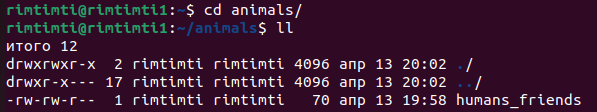 rimtimti@rimtimti1:~$ cd animals/
rimtimti@rimtimti1:~/animals$ ll
итого 12
drwxrwxr-x  2 rimtimti rimtimti 4096 апр 13 20:02 ./
drwxr-x--- 17 rimtimti rimtimti 4096 апр 13 20:02 ../
-rw-rw-r--  1 rimtimti rimtimti   70 апр 13 19:58 humans_friends